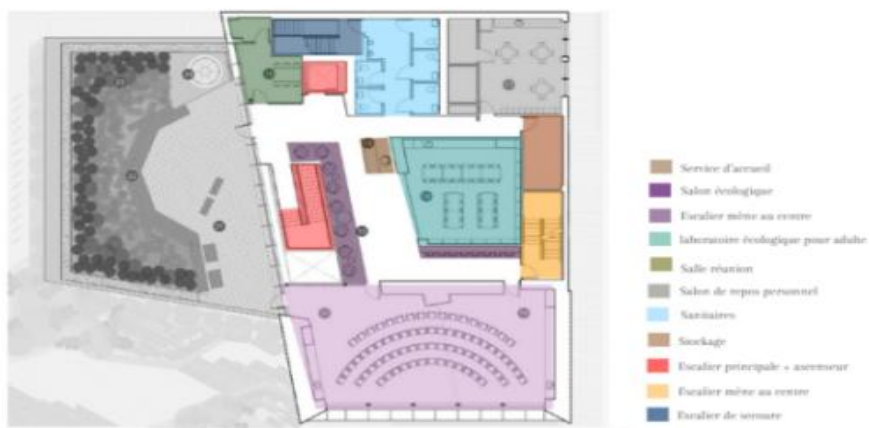 Service d'accueil
Salon écologique
Escalier mène au centre
laboratoire écologique pour adulte
Salle réunion
Salon de repos personnel
Sanitaires
Stockage
Escalier principale + ascenseur
Escalier mène au centre
Escalier de secours